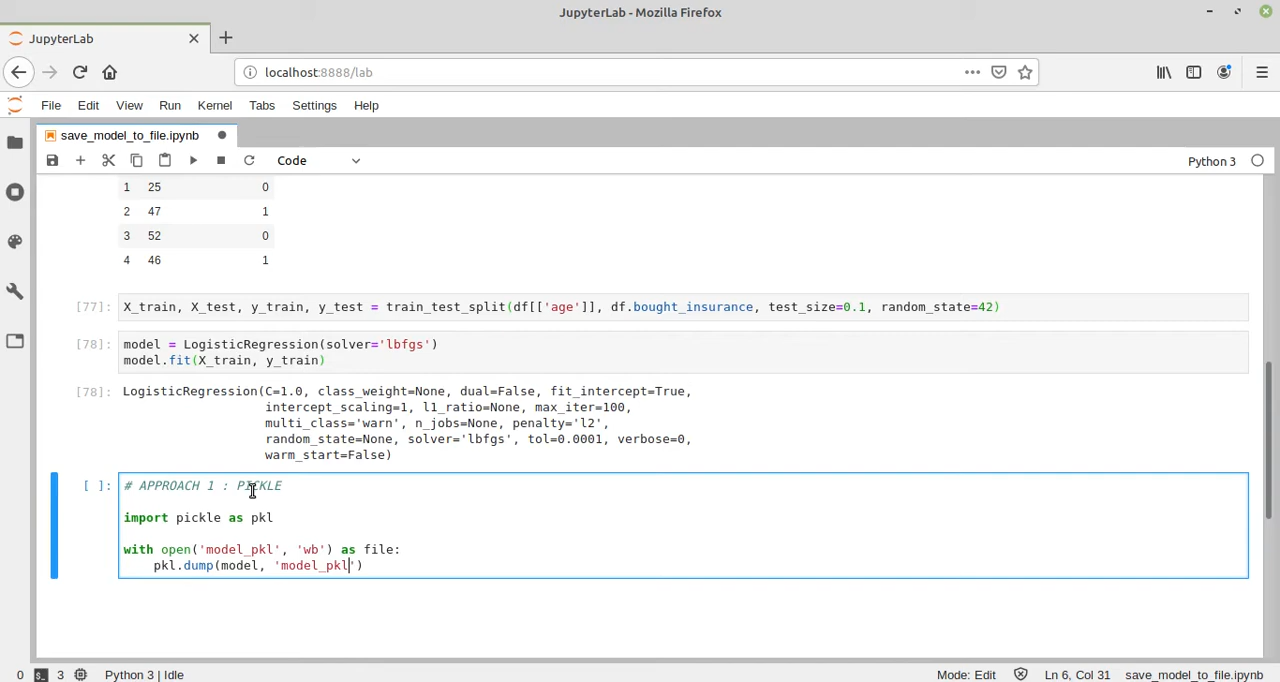 JupyterLab - Mozilla Firefox
JupyterLab
localhost:8888/lab
File Edit View Run Kernel Tabs Settings Help
save_model_to_file.ipynb
Code
Python 3
1 25 0
2 47 1
3 52 0
4 46 1
[77]: X_train, X_test, y_train, y_test = train_test_split(df[['age']], df.bought_insurance, test_size=0.1, random_state=42)
[78]: model = LogisticRegression(solver='lbfgs')
model.fit(X_train, y_train)
[78]: LogisticRegression(C=1.0, class_weight=None, dual=False, fit_intercept=True,
intercept_scaling=1, l1_ratio=None, max_iter=100,
multi_class='warn', n_jobs=None, penalty='l2',
random_state=None, solver='lbfgs', tol=0.0001, verbose=0,
warm_start=False)
[ ]: # APPROACH 1 : PICKLE
import pickle as pkl
with open('model_pkl', 'wb') as file:
pkl.dump(model, 'model_pkl')
0 $_ 3 Python 3 | Idle Mode: Edit Ln 6, Col 31 save_model_to_file.ipynb